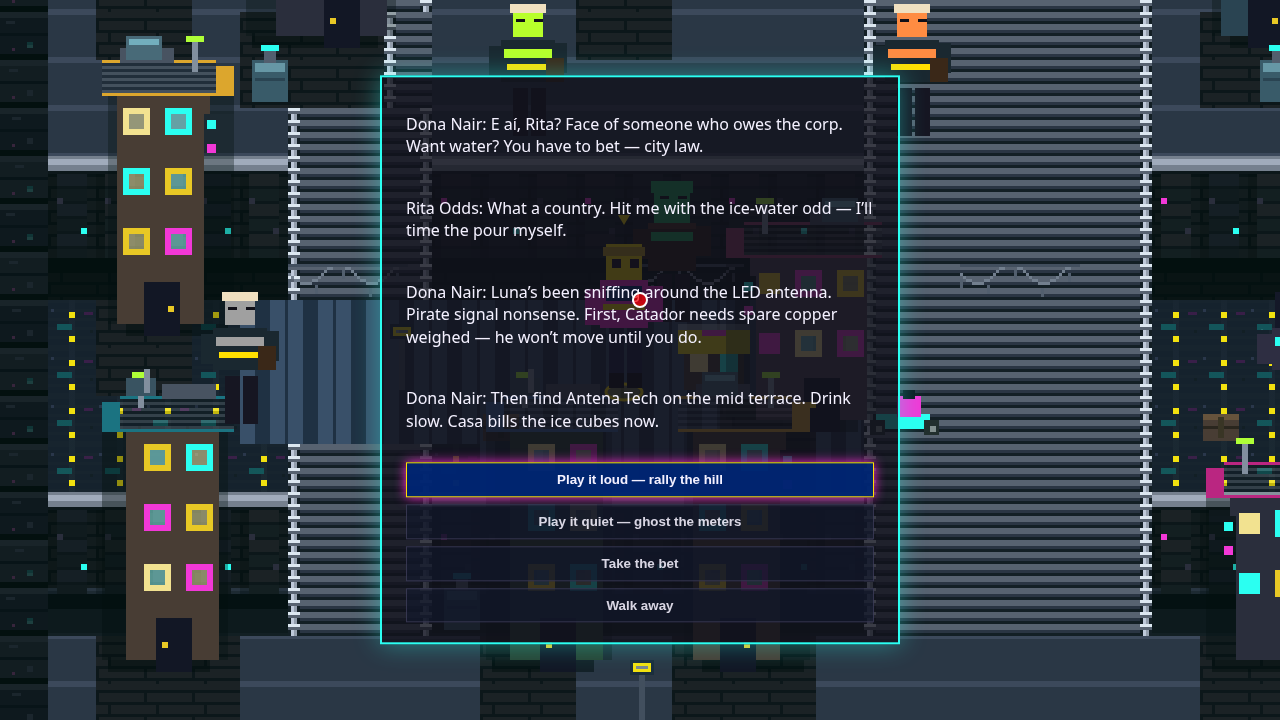 Dona Nair: E aí, Rita? Face of someone who owes the corp.
Want water? You have to bet — city law.
Rita Odds: What a country. Hit me with the ice-water odd — I’ll
time the pour myself.
Dona Nair: Luna’s been sniffing around the LED antenna.
Pirate signal nonsense. First, Catador needs spare copper
weighed — he won’t move until you do.
Dona Nair: Then find Antena Tech on the mid terrace. Drink
slow. Casa bills the ice cubes now.
Play it loud — rally the hill
Play it quiet — ghost the meters
Take the bet
Walk away